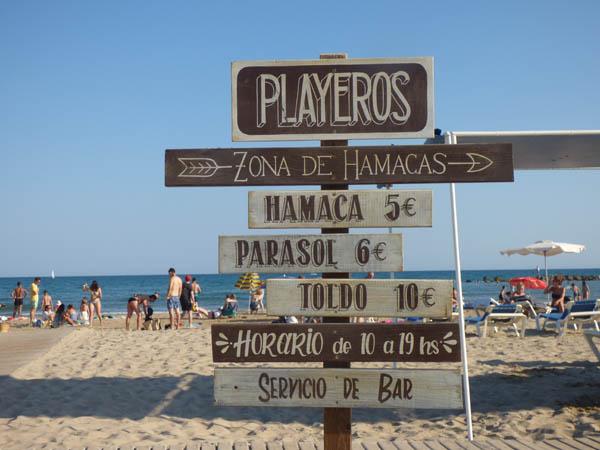 PLAYEROS
ZONA DE HAMACAS
HAMACA 5€
PARASOL 6€
TOLDO 10€
HORARIO DE 10 A 19 hs
SERVICIO DE BAR